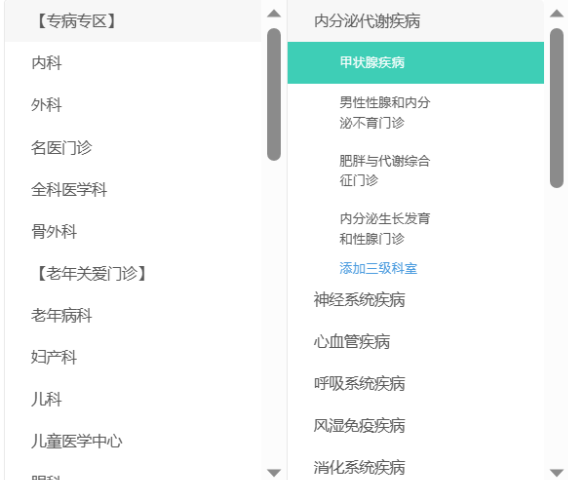 【专病专区】
内科
外科
名医门诊
全科医学科
骨外科
【老年关爱门诊】
老年病科
妇产科
儿科
儿童医学中心
眼科
内分泌代谢疾病
甲状腺疾病
男性性腺和内分
泌不育门诊
肥胖与代谢综合
征门诊
内分泌生长发育
和性腺门诊
添加三级科室
神经系统疾病
心血管疾病
呼吸系统疾病
风湿免疫疾病
消化系统疾病